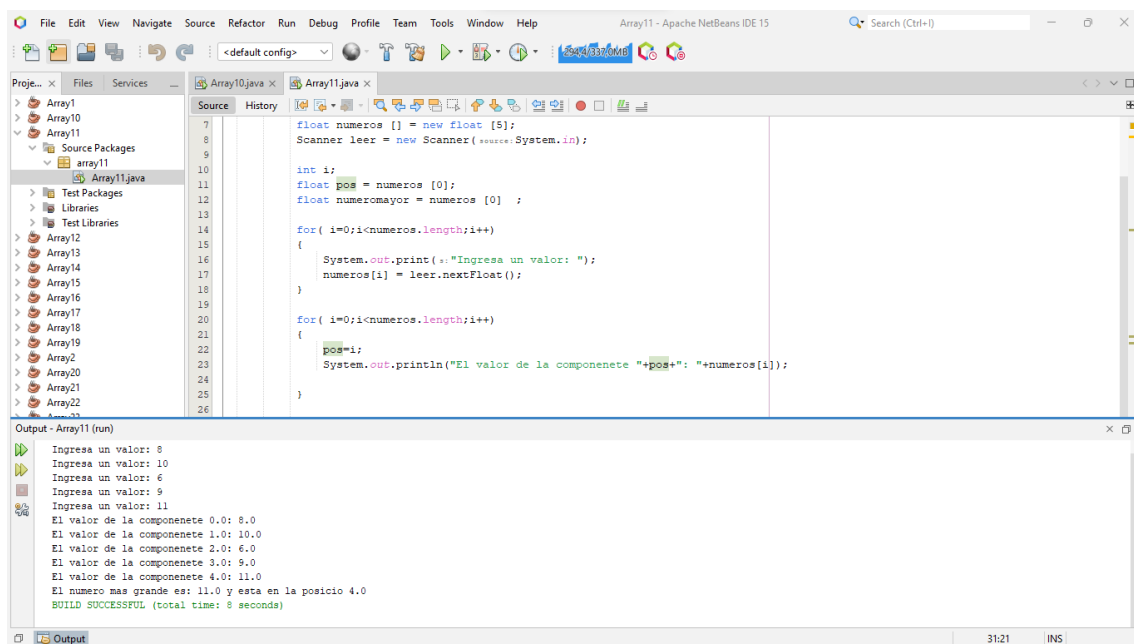 File Edit View Navigate Source Refactor Run Debug Profile Team Tools Window Help Array11 - Apache NetBeans IDE 15 Search (Ctrl+I)
<default config> 294,4/337,0MB
Proje... × Files Services Array10.java × Array11.java ×
Source History
Array1
Array10
Array11
Source Packages
array11
Array11.java
Test Packages
Libraries
Test Libraries
Array12
Array13
Array14
Array15
Array16
Array17
Array18
Array19
Array2
Array20
Array21
Array22
7 float numeros [] = new float [5];
8 Scanner leer = new Scanner( source: System.in);
9
10 int i;
11 float pos = numeros [0];
12 float numeromayor = numeros [0] ;
13
14 for( i=0;i<numeros.length;i++)
15 {
16 System.out.print( s: "Ingresa un valor: ");
17 numeros[i] = leer.nextFloat();
18 }
19
20 for( i=0;i<numeros.length;i++)
21 {
22 pos=i;
23 System.out.println("El valor de la componenete "+pos+": "+numeros[i]);
24
25 }
26
Output - Array11 (run)
Ingresa un valor: 8
Ingresa un valor: 10
Ingresa un valor: 6
Ingresa un valor: 9
Ingresa un valor: 11
El valor de la componenete 0.0: 8.0
El valor de la componenete 1.0: 10.0
El valor de la componenete 2.0: 6.0
El valor de la componenete 3.0: 9.0
El valor de la componenete 4.0: 11.0
El numero mas grande es: 11.0 y esta en la posicio 4.0
BUILD SUCCESSFUL (total time: 8 seconds)
Output 31:21 INS